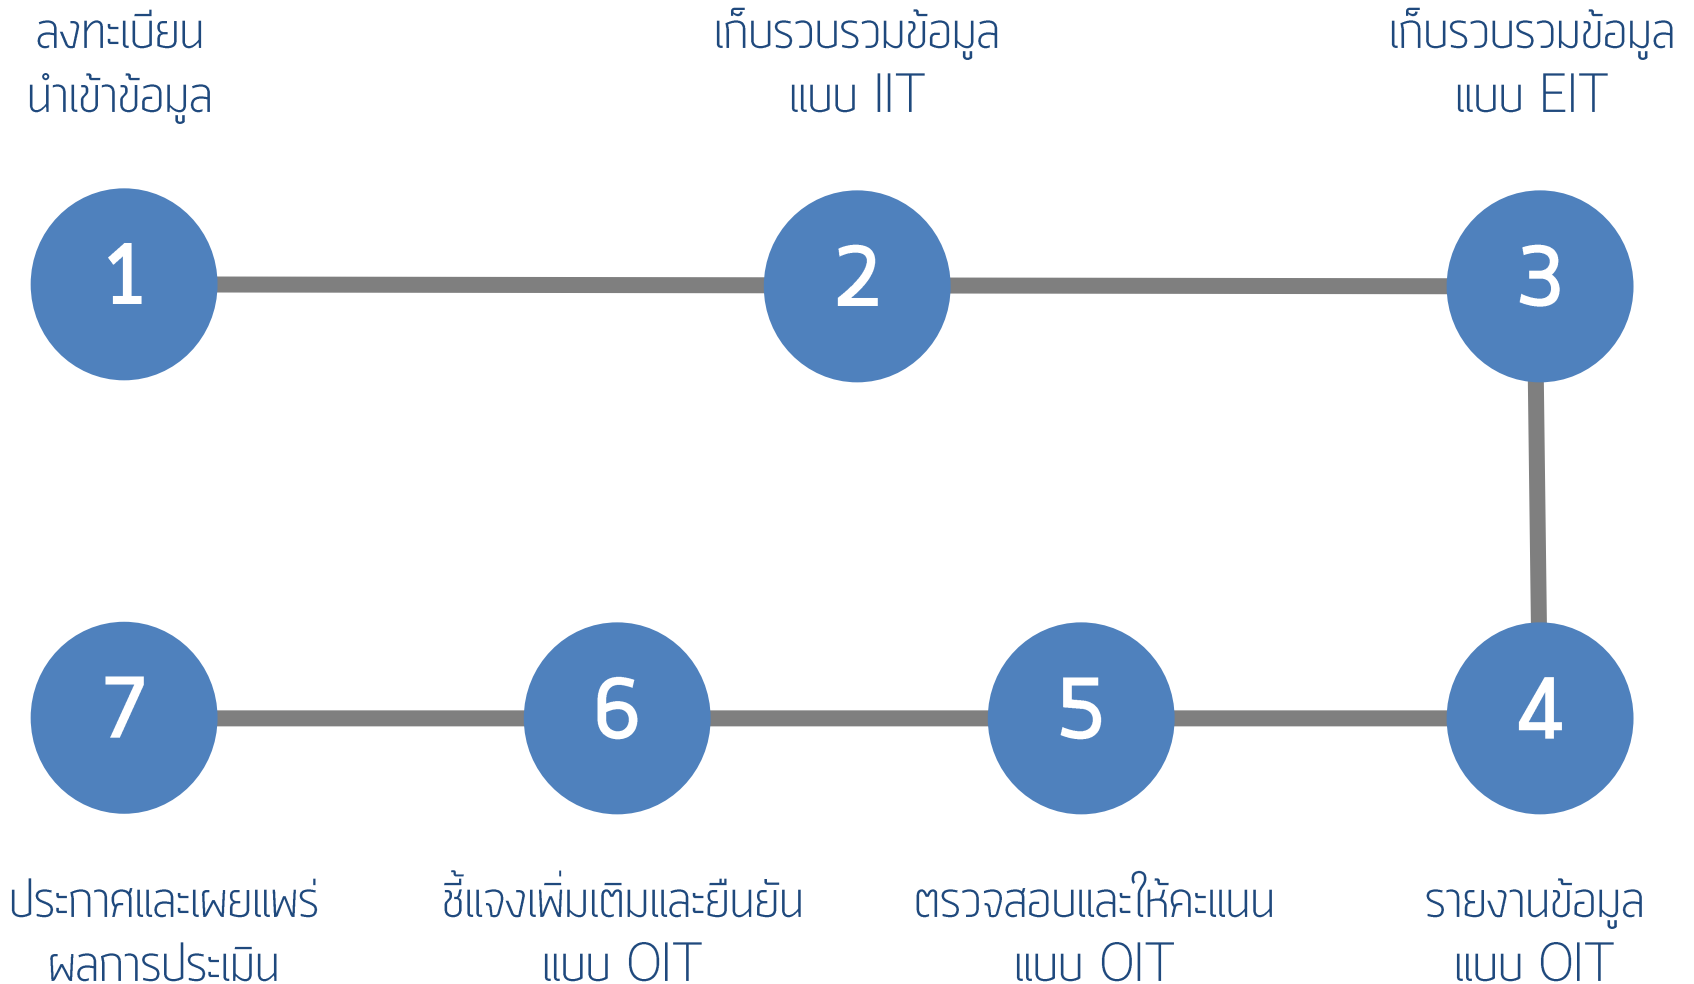 ลงทะเบียน
นำเข้าข้อมูล
เก็บรวบรวมข้อมูล
แบบ IIT
เก็บรวบรวมข้อมูล
แบบ EIT
1
2
3
4
5
6
7
รายงานข้อมูล
แบบ OIT
ตรวจสอบและให้คะแนน
แบบ OIT
ชี้แจงเพิ่มเติมและยืนยัน
แบบ OIT
ประกาศและเผยแพร่
ผลการประเมิน